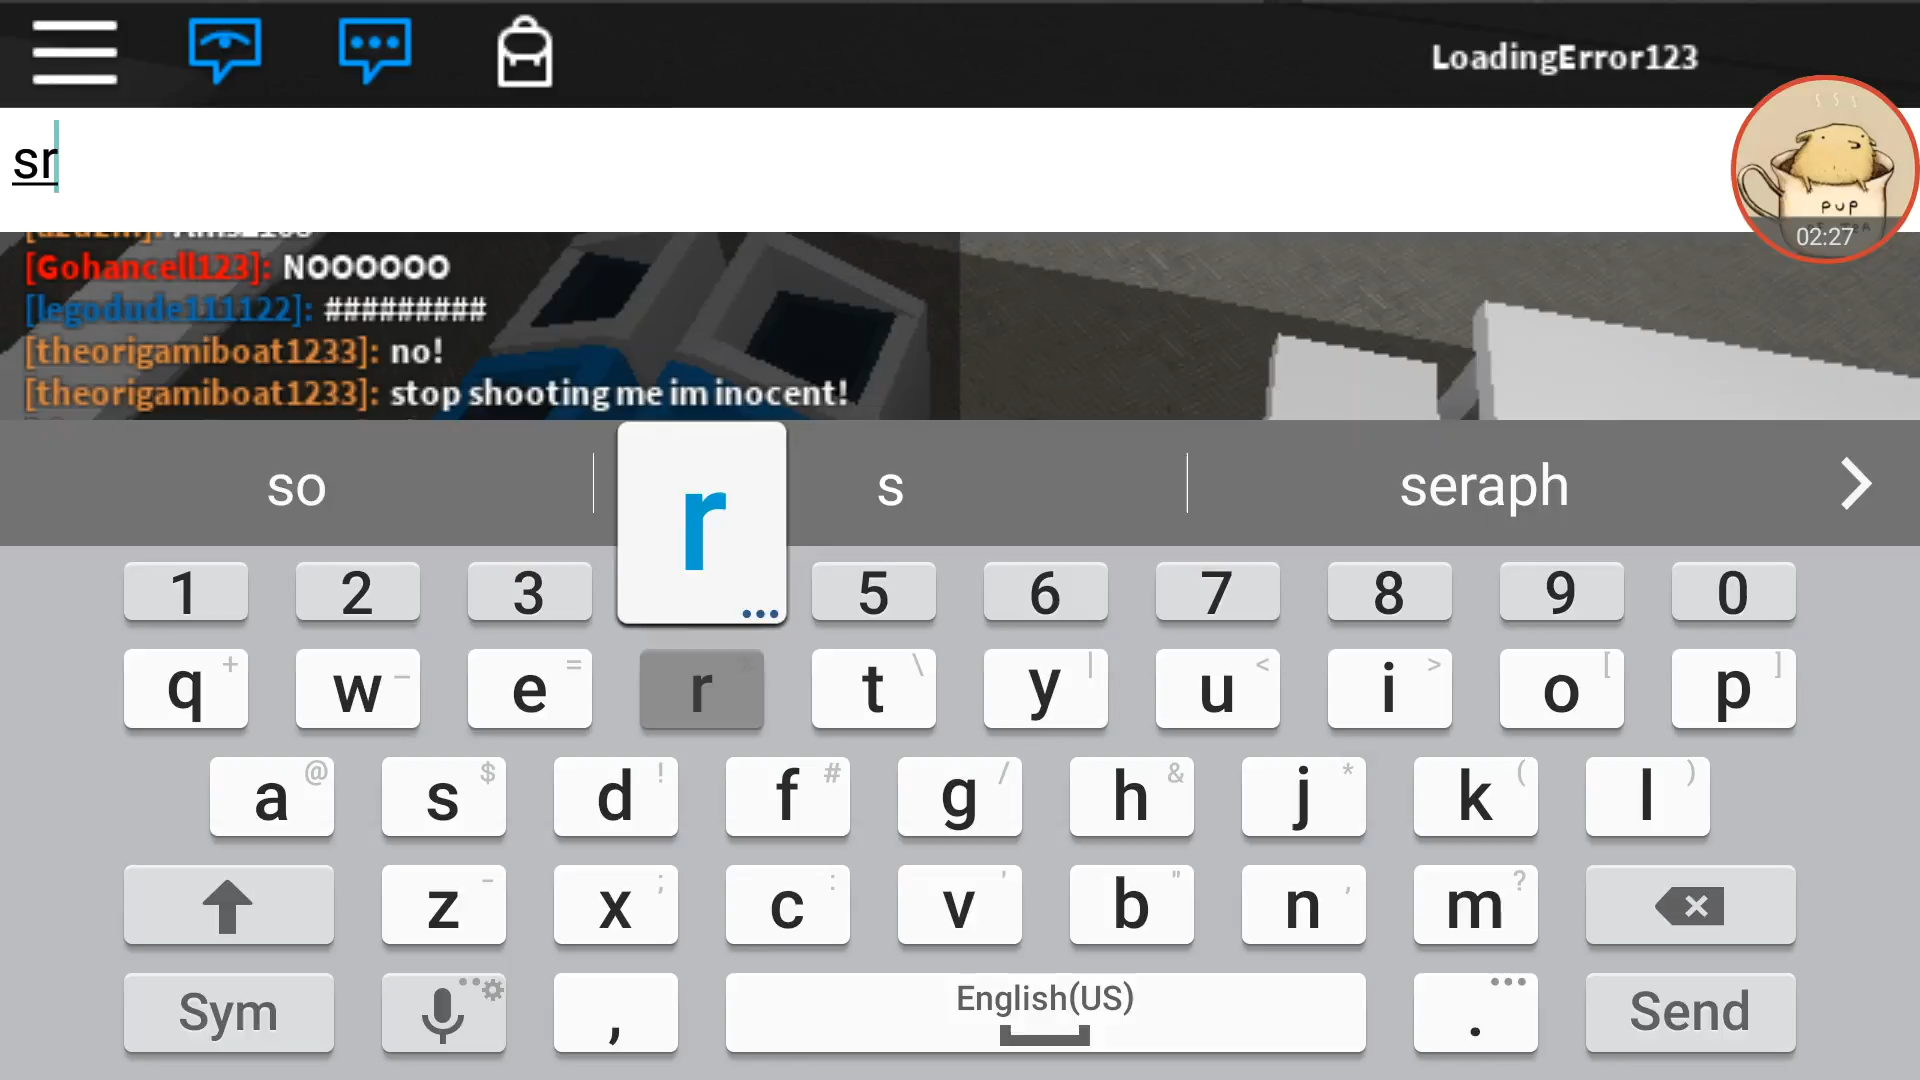 LoadingError123
sr
PUP
02:27
[Gohancell123]: NOOOOOO
[legodude111122]: #########
[theorigamiboat1233]: no!
[theorigamiboat1233]: stop shooting me im inocent!
so r s seraph
1 2 3 5 6 7 8 9 0
q + w – e = r t \ y | u < i > o [ p ]
a @ s $ d ! f # g / h & j * k ( l )
z - x ; c : v ' b " n , m ?
Sym , English(US) . Send